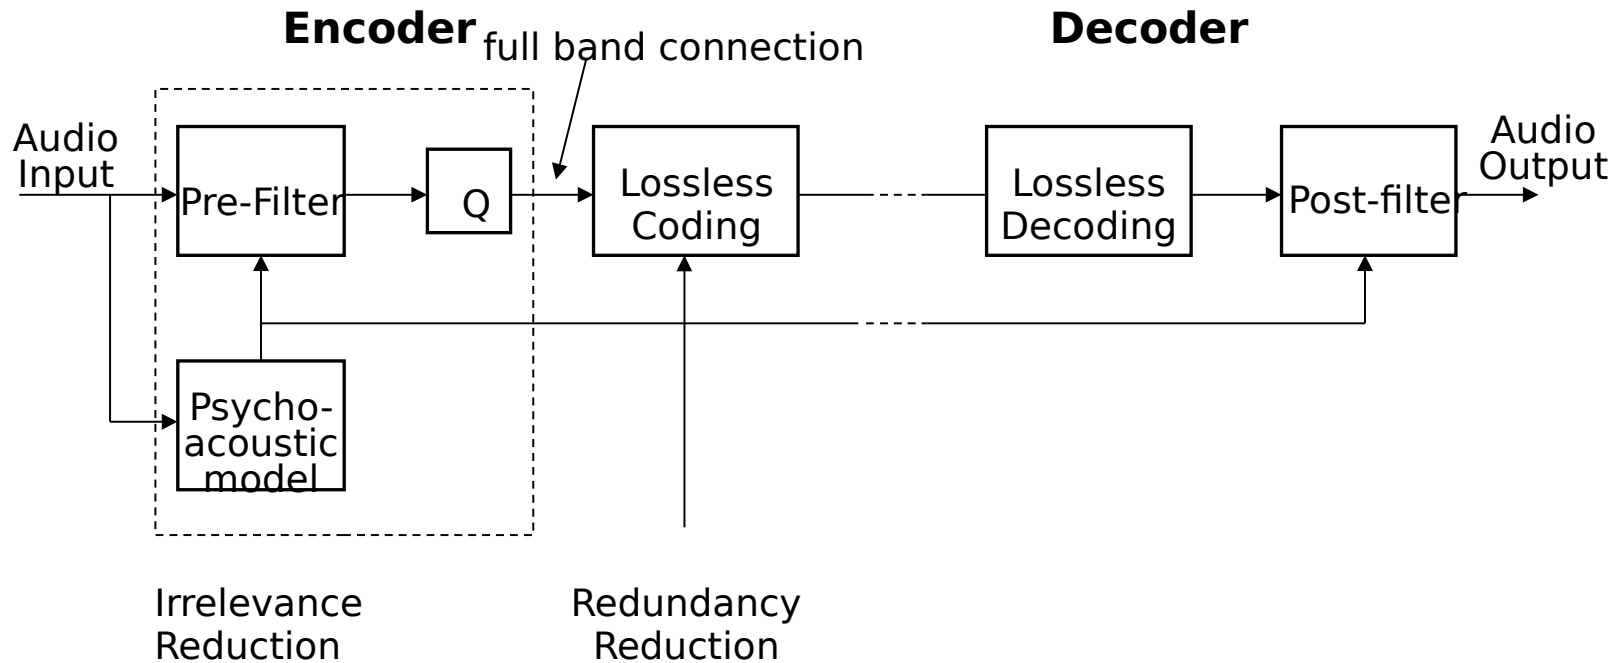 Encoder
full band connection
Decoder
Audio
Input
Pre-Filter
Q
Lossless
Coding
Lossless
Decoding
Post-filter
Audio
Output
Psycho-
acoustic
model
Irrelevance
Reduction
Redundancy
Reduction